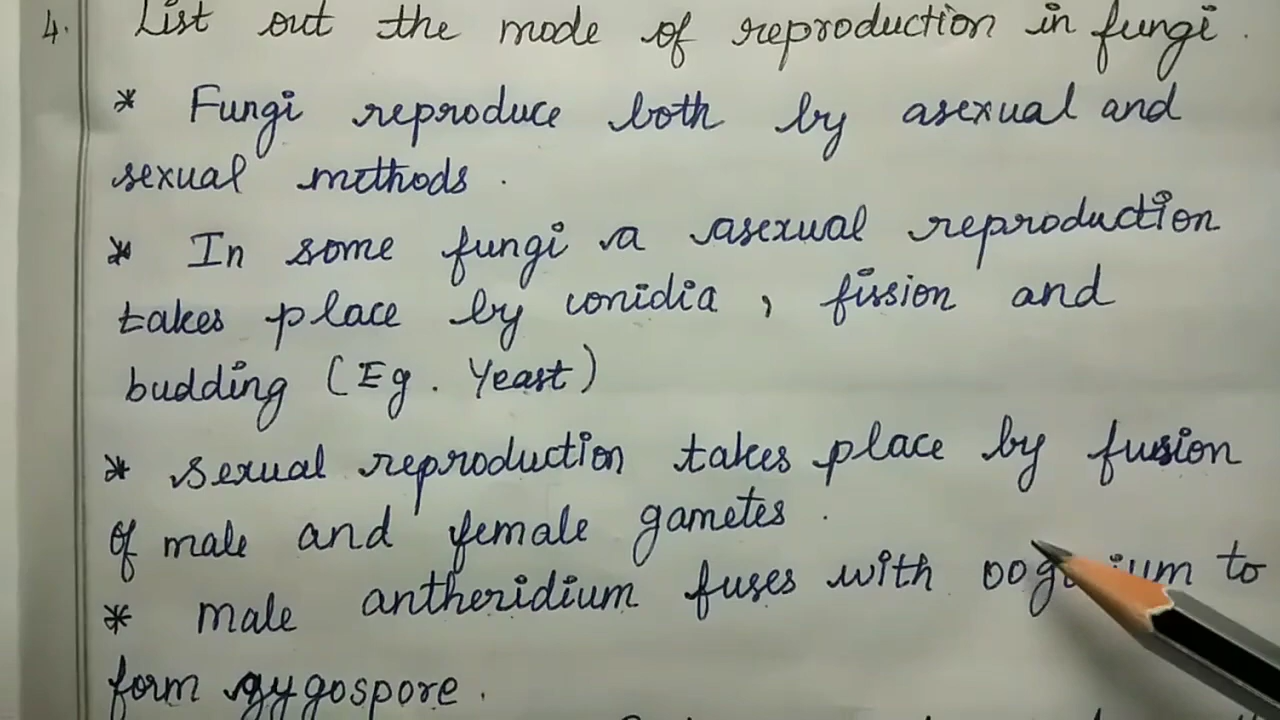 4. List out the mode of reproduction in fungi.
* Fungi reproduce both by asexual and
sexual methods.
* In some fungi a asexual reproduction
takes place by conidia, fission and
budding (Eg. Yeast)
* Sexual reproduction takes place by fusion
of male and female gametes.
* Male antheridium fuses with to
form zygospore.